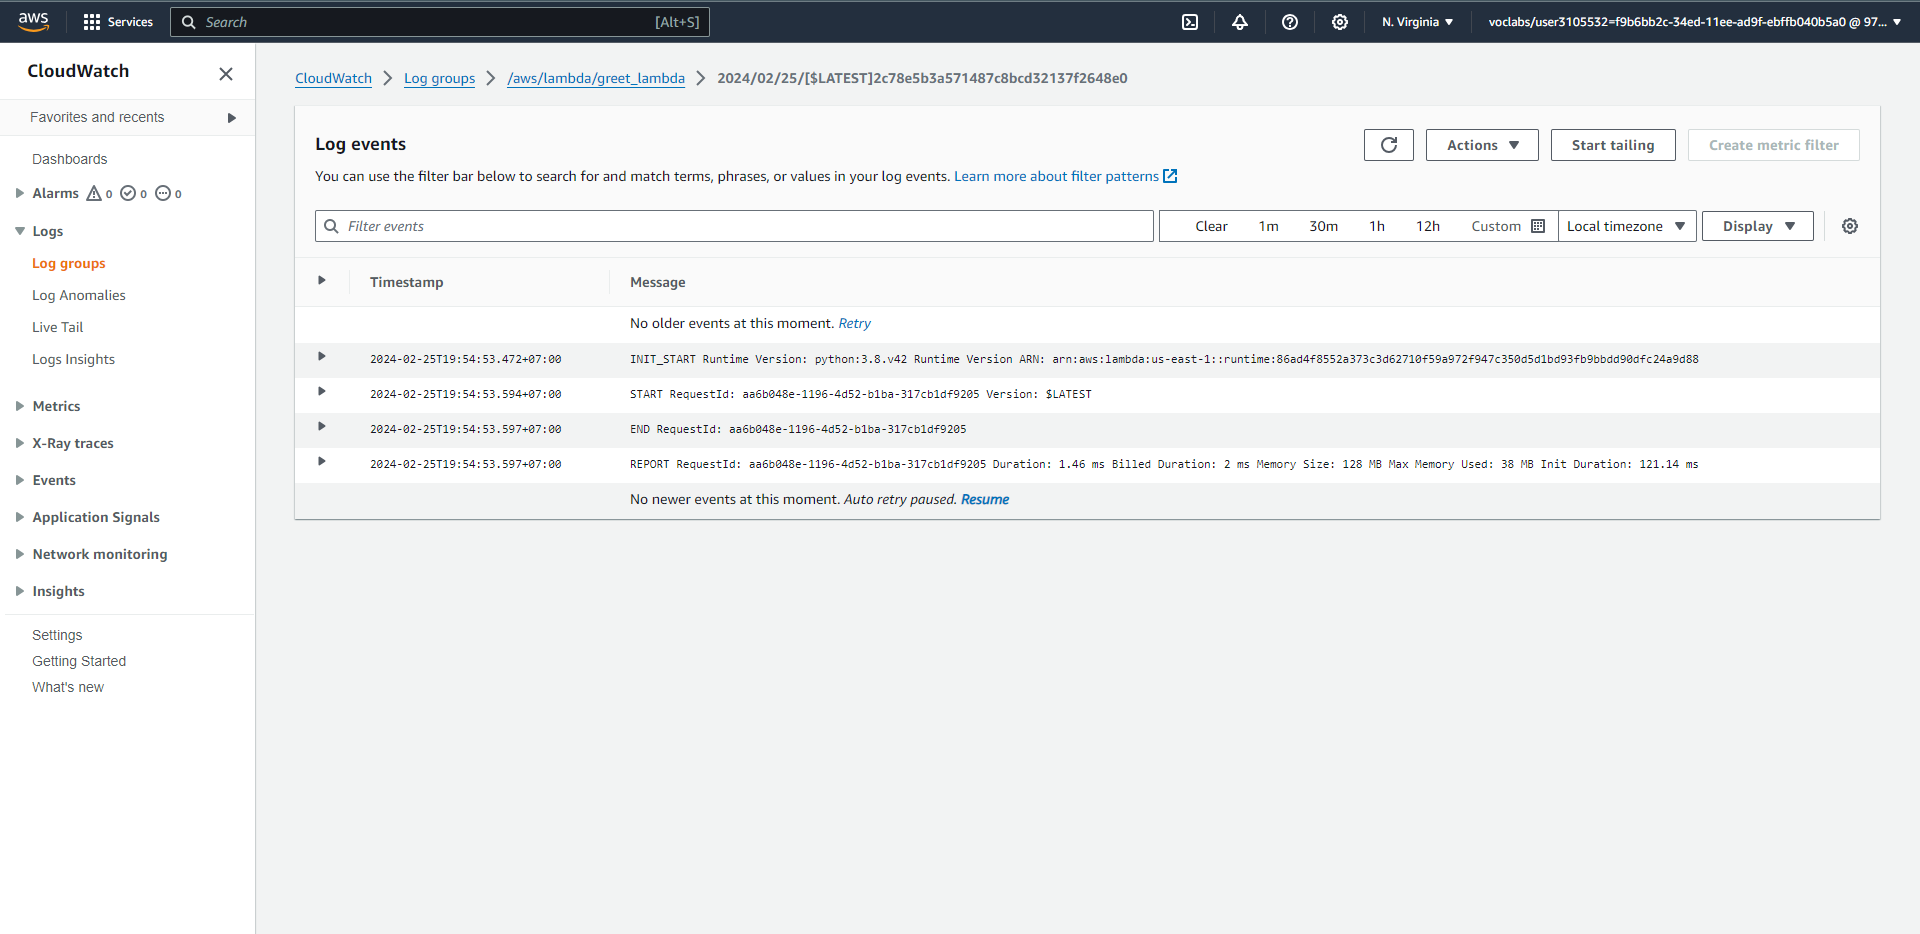 aws
Services
Search
[Alt+S]
N. Virginia
voclabs/user3105532=f9b6bb2c-34ed-11ee-ad9f-ebffb040b5a0 @ 97...
CloudWatch
Favorites and recents
Dashboards
Alarms 0 0 0
Logs
Log groups
Log Anomalies
Live Tail
Logs Insights
Metrics
X-Ray traces
Events
Application Signals
Network monitoring
Insights
Settings
Getting Started
What's new
CloudWatch
Log groups
/aws/lambda/greet_lambda
2024/02/25/[$LATEST]2c78e5b3a571487c8bcd32137f2648e0
Log events
Actions
Start tailing
Create metric filter
You can use the filter bar below to search for and match terms, phrases, or values in your log events. Learn more about filter patterns
Filter events
Clear
1m
30m
1h
12h
Custom
Local timezone
Display
Timestamp
Message
No older events at this moment. Retry
2024-02-25T19:54:53.472+07:00 INIT_START Runtime Version: python:3.8.v42 Runtime Version ARN: arn:aws:lambda:us-east-1::runtime:86ad4f8552a373c3d62710f59a972f947c350d5d1bd93fb9bbdd90dfc24a9d88
2024-02-25T19:54:53.594+07:00 START RequestId: aa6b048e-1196-4d52-b1ba-317cb1df9205 Version: $LATEST
2024-02-25T19:54:53.597+07:00 END RequestId: aa6b048e-1196-4d52-b1ba-317cb1df9205
2024-02-25T19:54:53.597+07:00 REPORT RequestId: aa6b048e-1196-4d52-b1ba-317cb1df9205 Duration: 1.46 ms Billed Duration: 2 ms Memory Size: 128 MB Max Memory Used: 38 MB Init Duration: 121.14 ms
No newer events at this moment. Auto retry paused. Resume